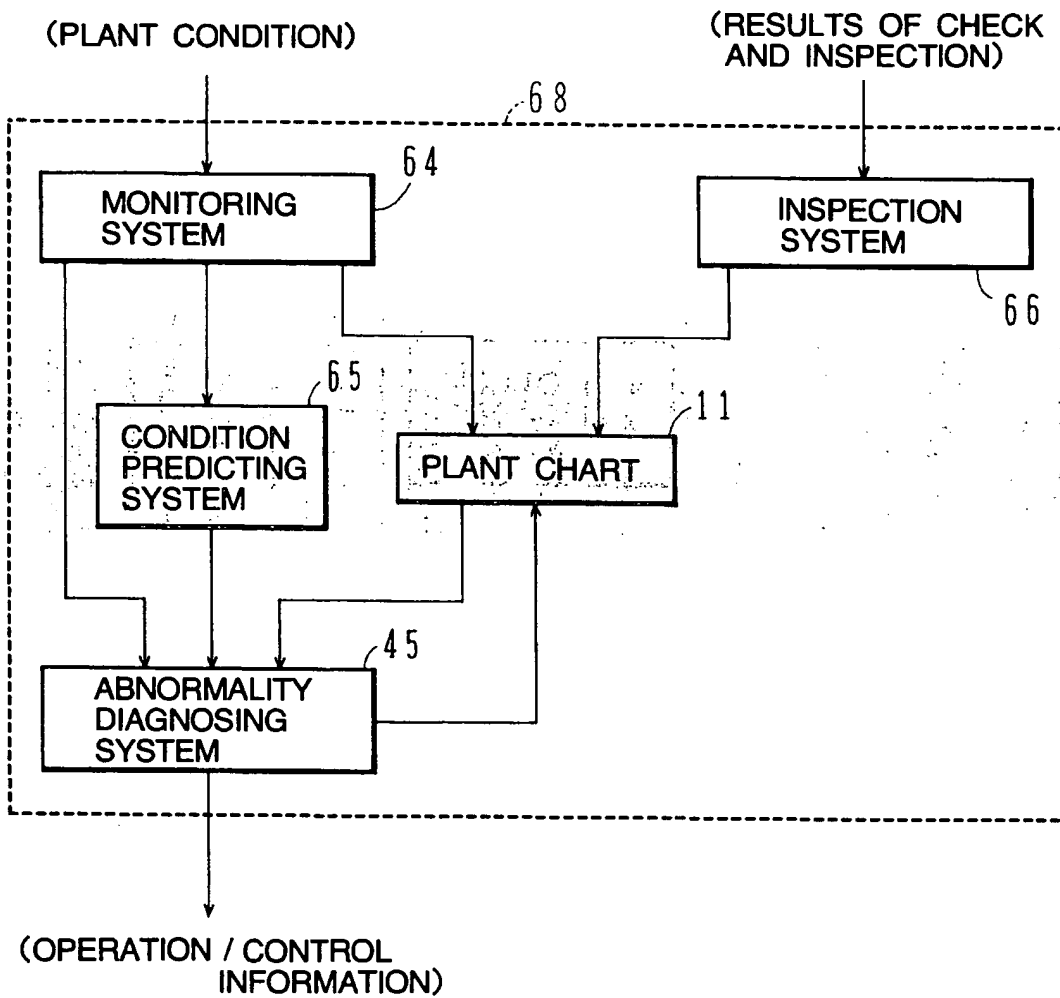 (PLANT CONDITION)
(RESULTS OF CHECK
AND INSPECTION)
68
64
MONITORING
SYSTEM
INSPECTION
SYSTEM
66
65
CONDITION
PREDICTING
SYSTEM
11
PLANT CHART
45
ABNORMALITY
DIAGNOSING
SYSTEM
(OPERATION / CONTROL
INFORMATION)